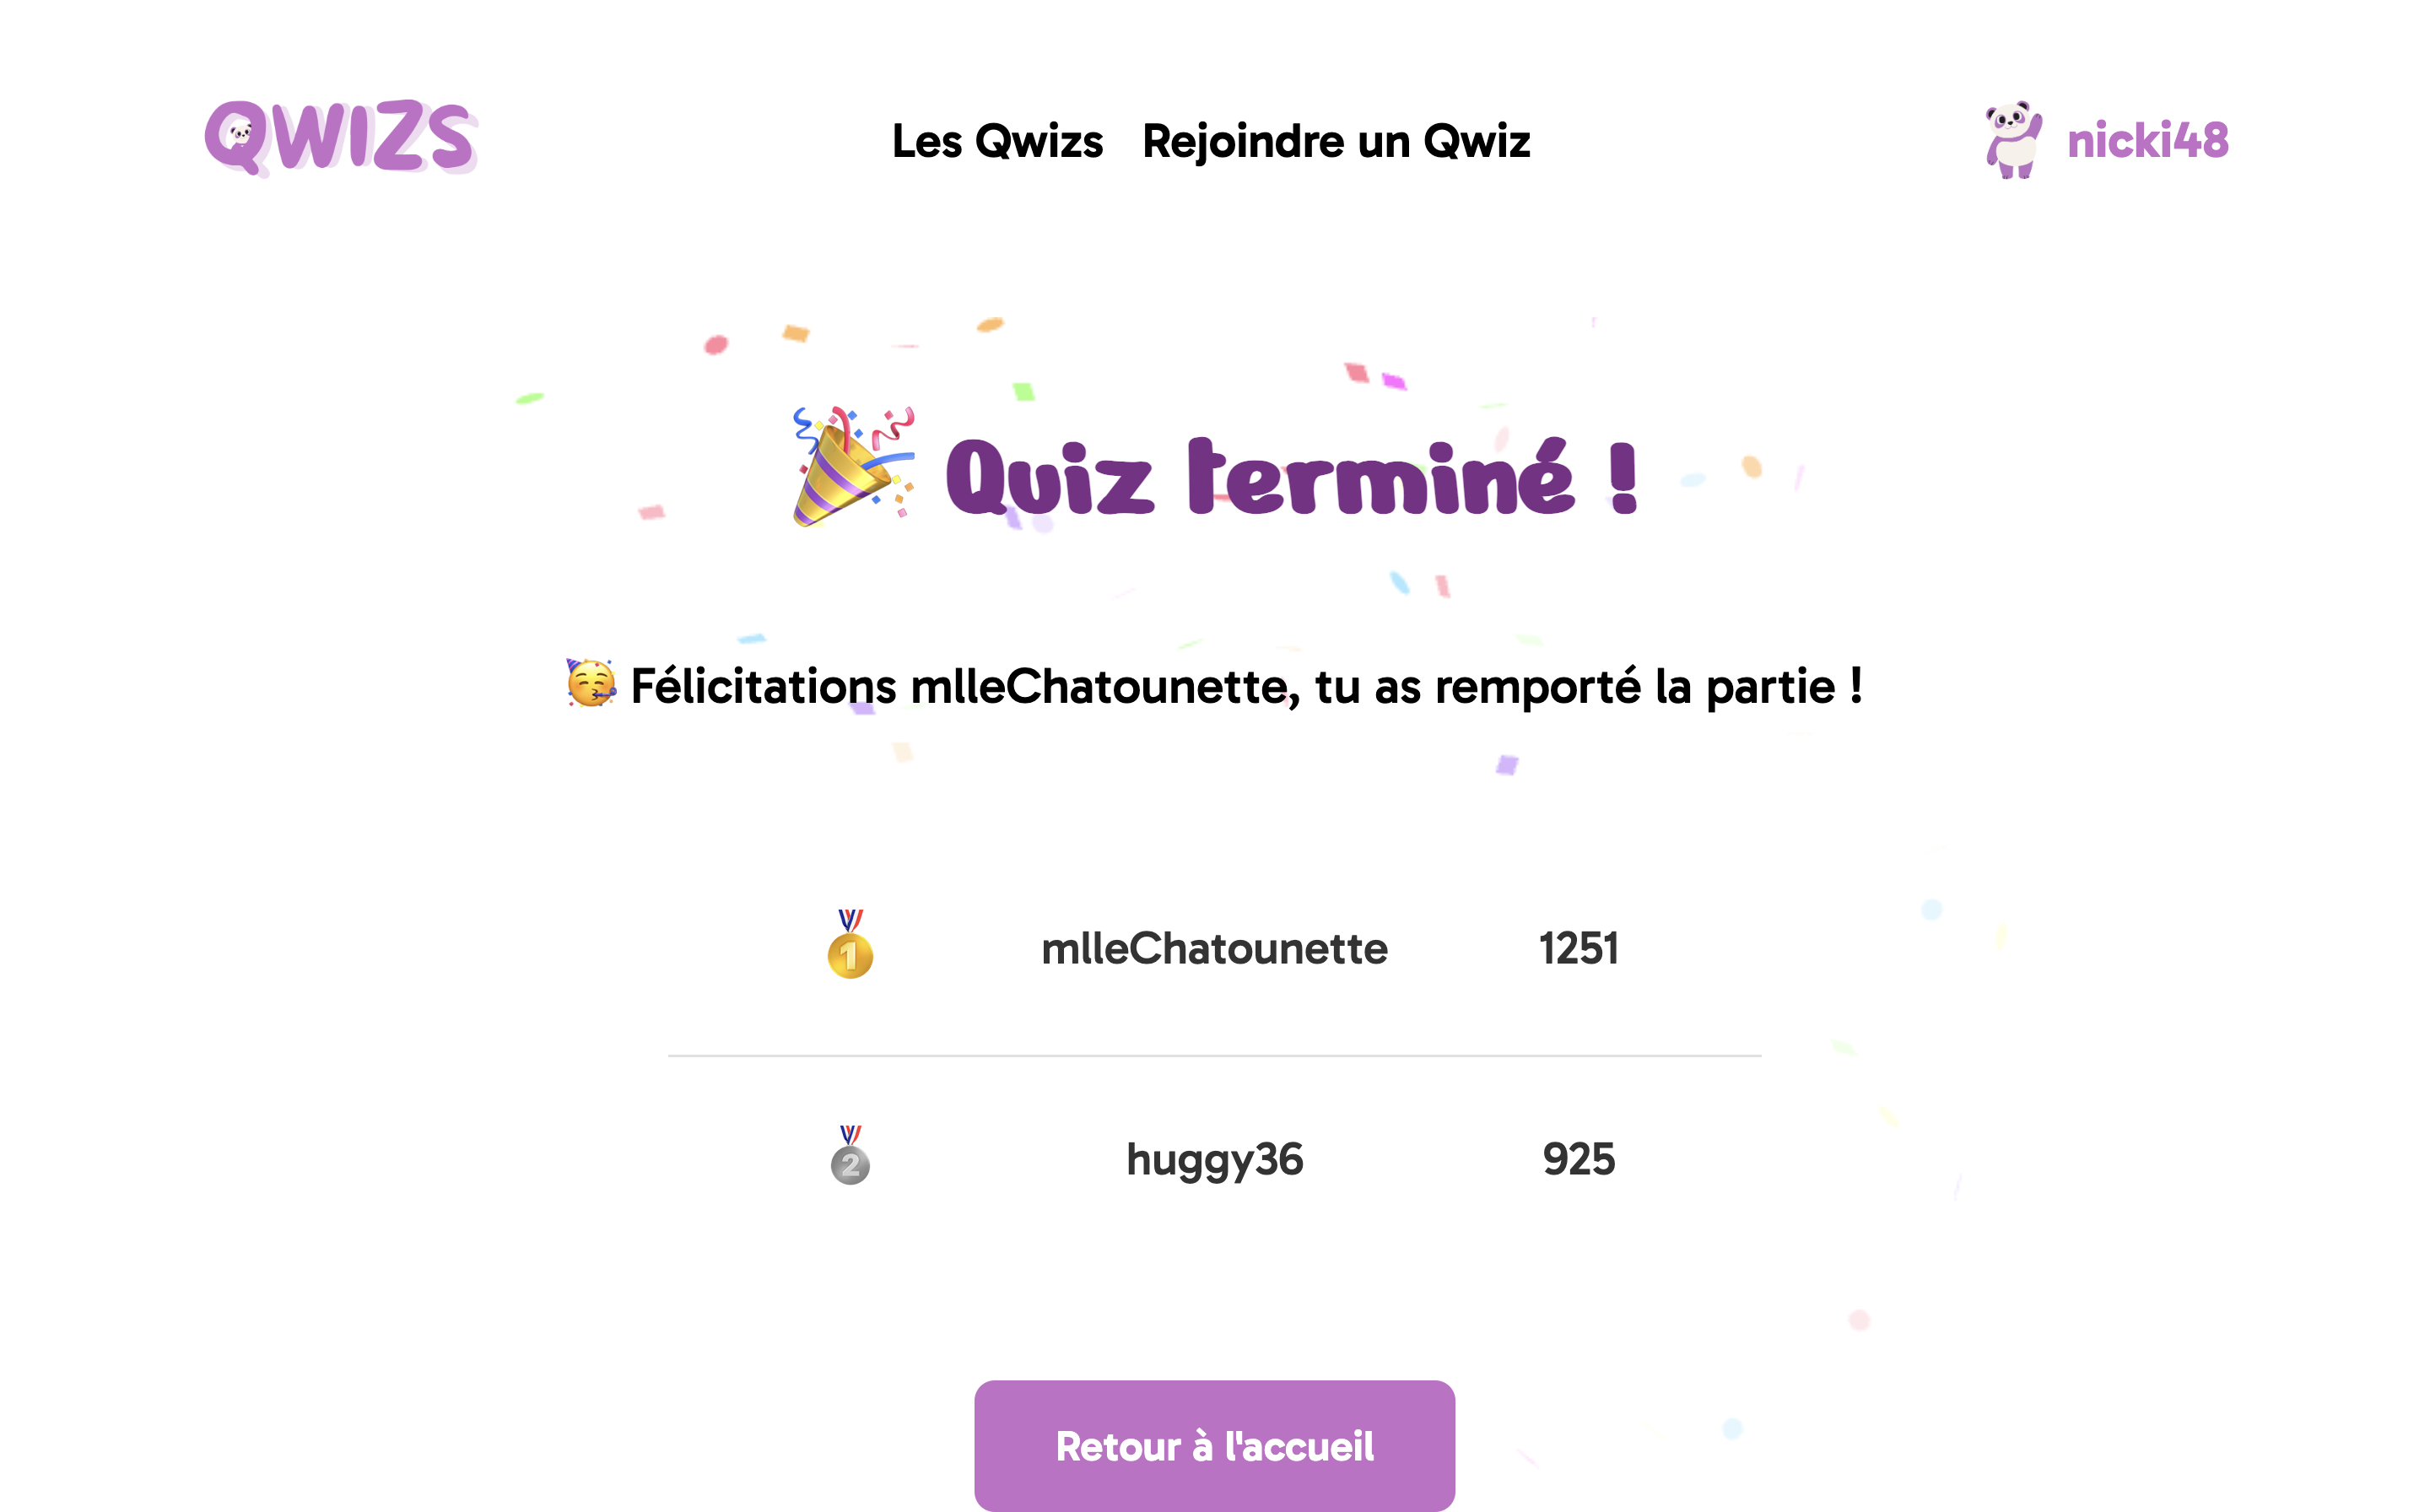 QWIZS
Les Qwizs Rejoindre un Qwiz
nicki48
Quiz terminé !
Félicitations mlleChatounette, tu as remporté la partie !
1 mlleChatounette 1251
2 huggy36 925
Retour à l'accueil